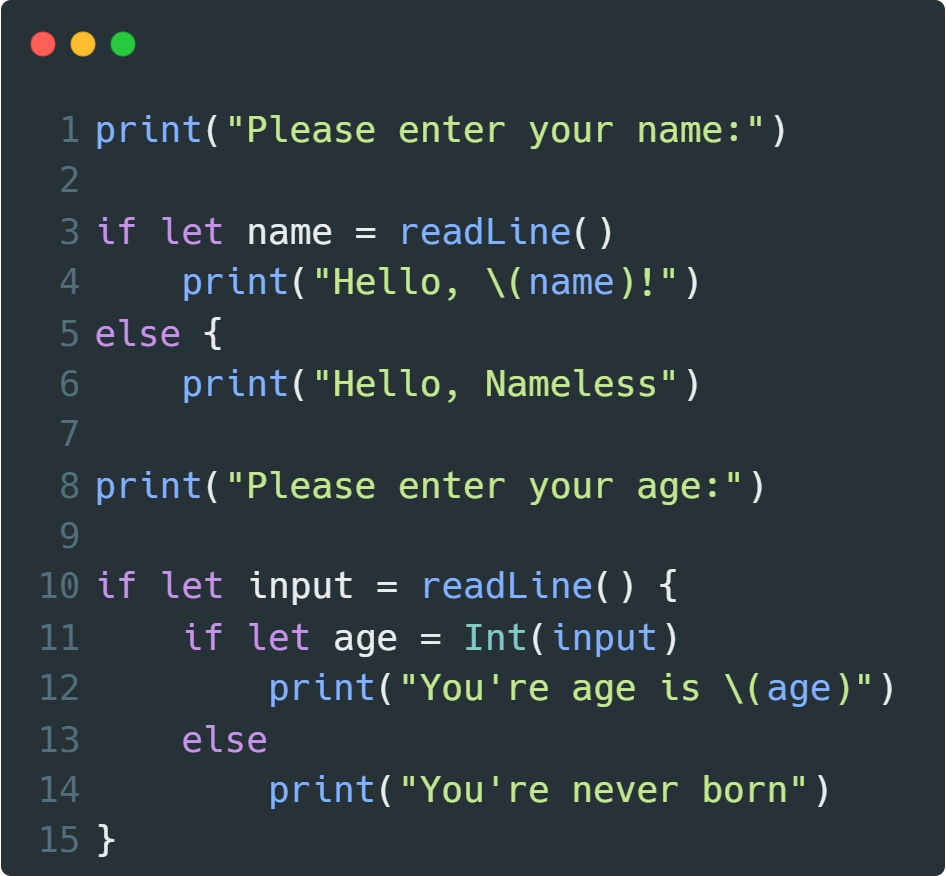 1 print("Please enter your name:")
2
3 if let name = readLine()
4     print("Hello, \(name)!")
5 else {
6     print("Hello, Nameless")
7
8 print("Please enter your age:")
9
10 if let input = readLine() {
11     if let age = Int(input)
12         print("You're age is \(age)")
13     else
14         print("You're never born")
15 }